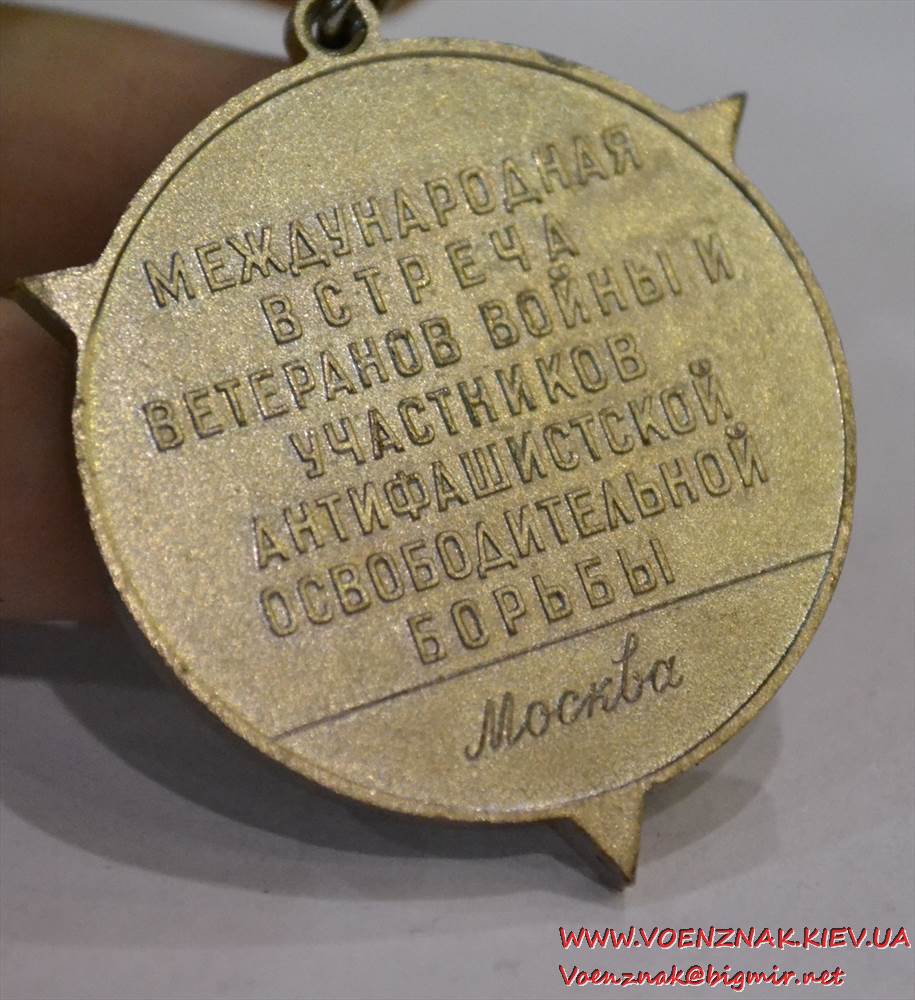 МЕЖДУНАРОДНАЯ
ВСТРЕЧА
ВЕТЕРАНОВ ВОЙНЫ И
УЧАСТНИКОВ
АНТИФАШИСТСКОЙ
ОСВОБОДИТЕЛЬНОЙ
БОРЬБЫ
Москва
WWW.VOENZNAK.KIEV.UA
Voenznak@bigmir.net